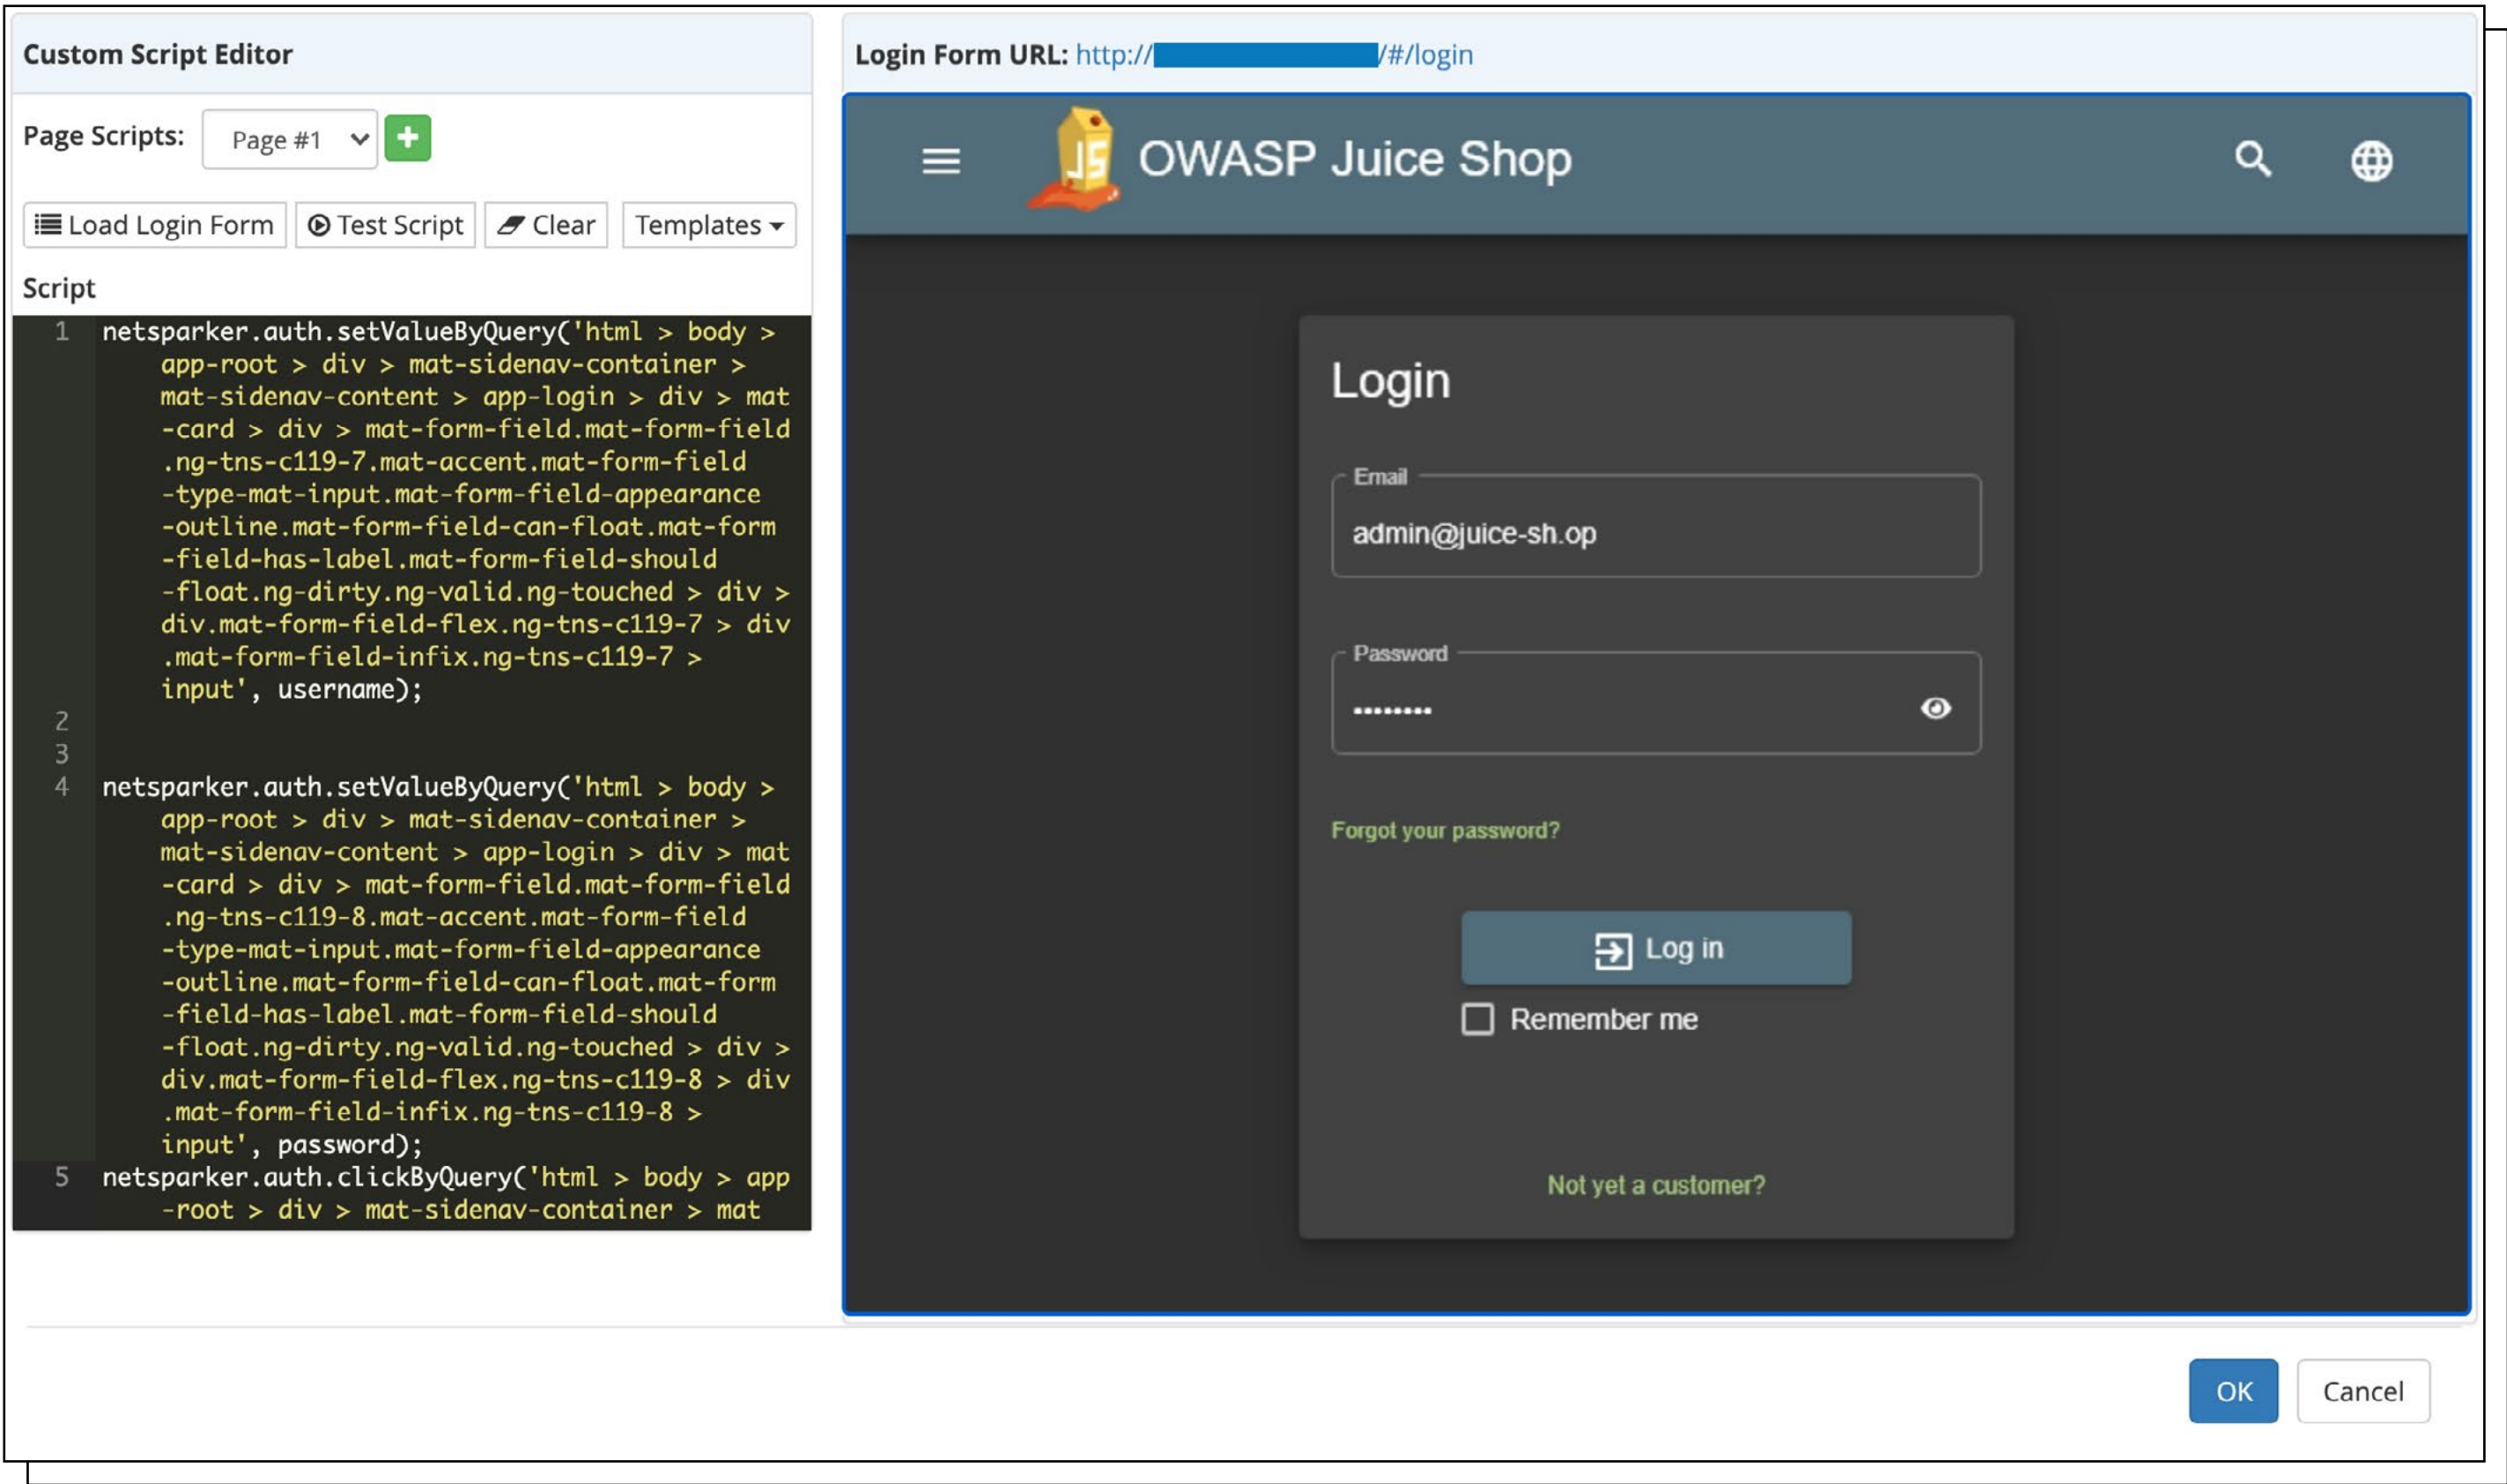 Custom Script Editor
Page Scripts: Page #1
Load Login Form Test Script Clear Templates
Script
1 netsparker.auth.setValueByQuery('html > body >
app-root > div > mat-sidenav-container >
mat-sidenav-content > app-login > div > mat
-card > div > mat-form-field.mat-form-field
.ng-tns-c119-7.mat-accent.mat-form-field
-type-mat-input.mat-form-field-appearance
-outline.mat-form-field-can-float.mat-form
-field-has-label.mat-form-field-should
-float.ng-dirty.ng-valid.ng-touched > div >
div.mat-form-field-flex.ng-tns-c119-7 > div
.mat-form-field-infix.ng-tns-c119-7 >
input', username);
2
3
4 netsparker.auth.setValueByQuery('html > body >
app-root > div > mat-sidenav-container >
mat-sidenav-content > app-login > div > mat
-card > div > mat-form-field.mat-form-field
.ng-tns-c119-8.mat-accent.mat-form-field
-type-mat-input.mat-form-field-appearance
-outline.mat-form-field-can-float.mat-form
-field-has-label.mat-form-field-should
-float.ng-dirty.ng-valid.ng-touched > div >
div.mat-form-field-flex.ng-tns-c119-8 > div
.mat-form-field-infix.ng-tns-c119-8 >
input', password);
5 netsparker.auth.clickByQuery('html > body > app
-root > div > mat-sidenav-container > mat
Login Form URL: http:// /#/login
JS OWASP Juice Shop
Login
Email
admin@juice-sh.op
Password
••••••••
Forgot your password?
Log in
Remember me
Not yet a customer?
OK Cancel